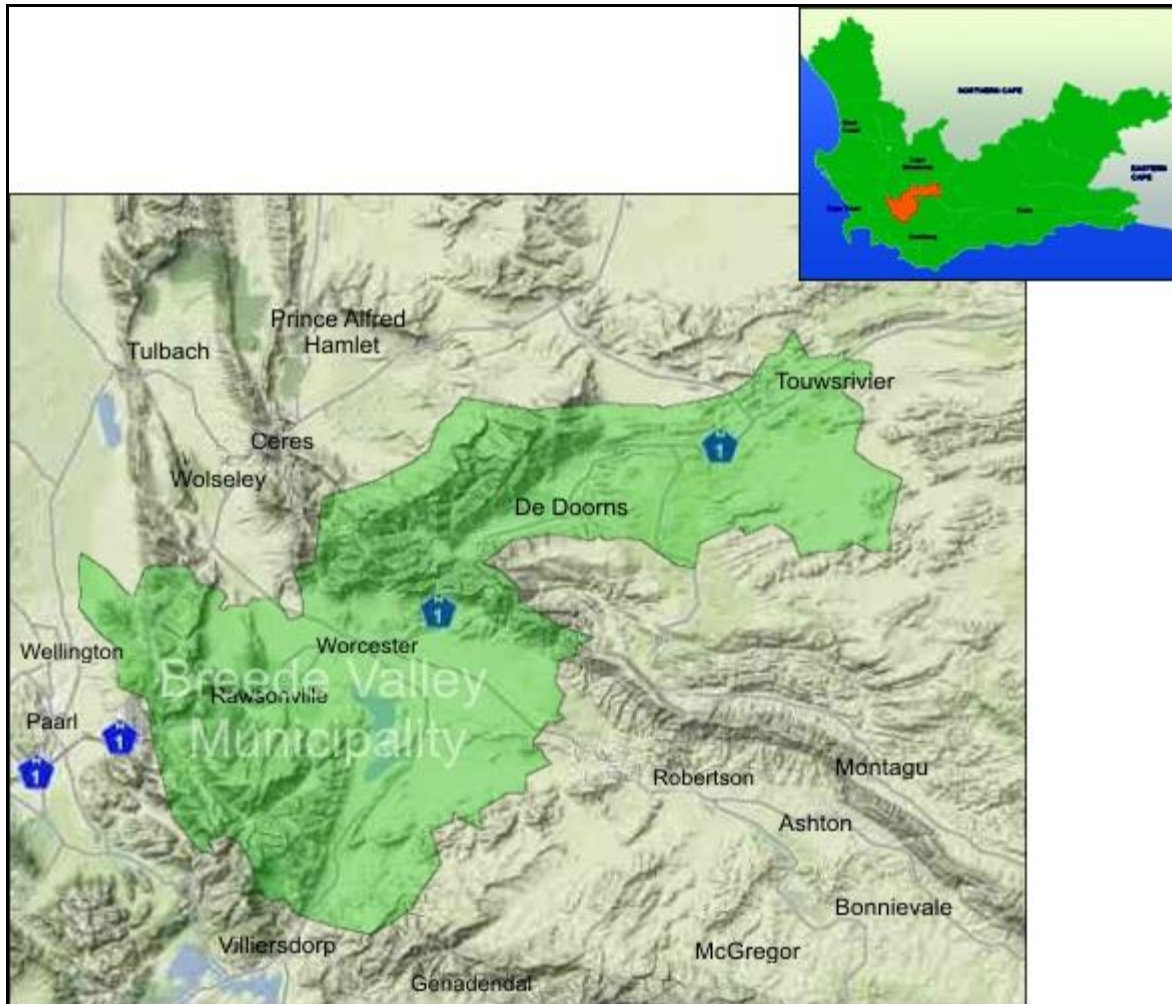 NORTHERN CAPE
EASTERN
CAPE
Prince Alfred
Hamlet
Tulbach
Touwsrivier
Ceres
N
1
Wolseley
De Doorns
N
1
Worcester
Wellington
Breede Valley
Municipality
Rawsonville
Paarl
N
1
N
1
Robertson
Montagu
Ashton
Bonnievale
Villiersdorp
McGregor
Genadendal